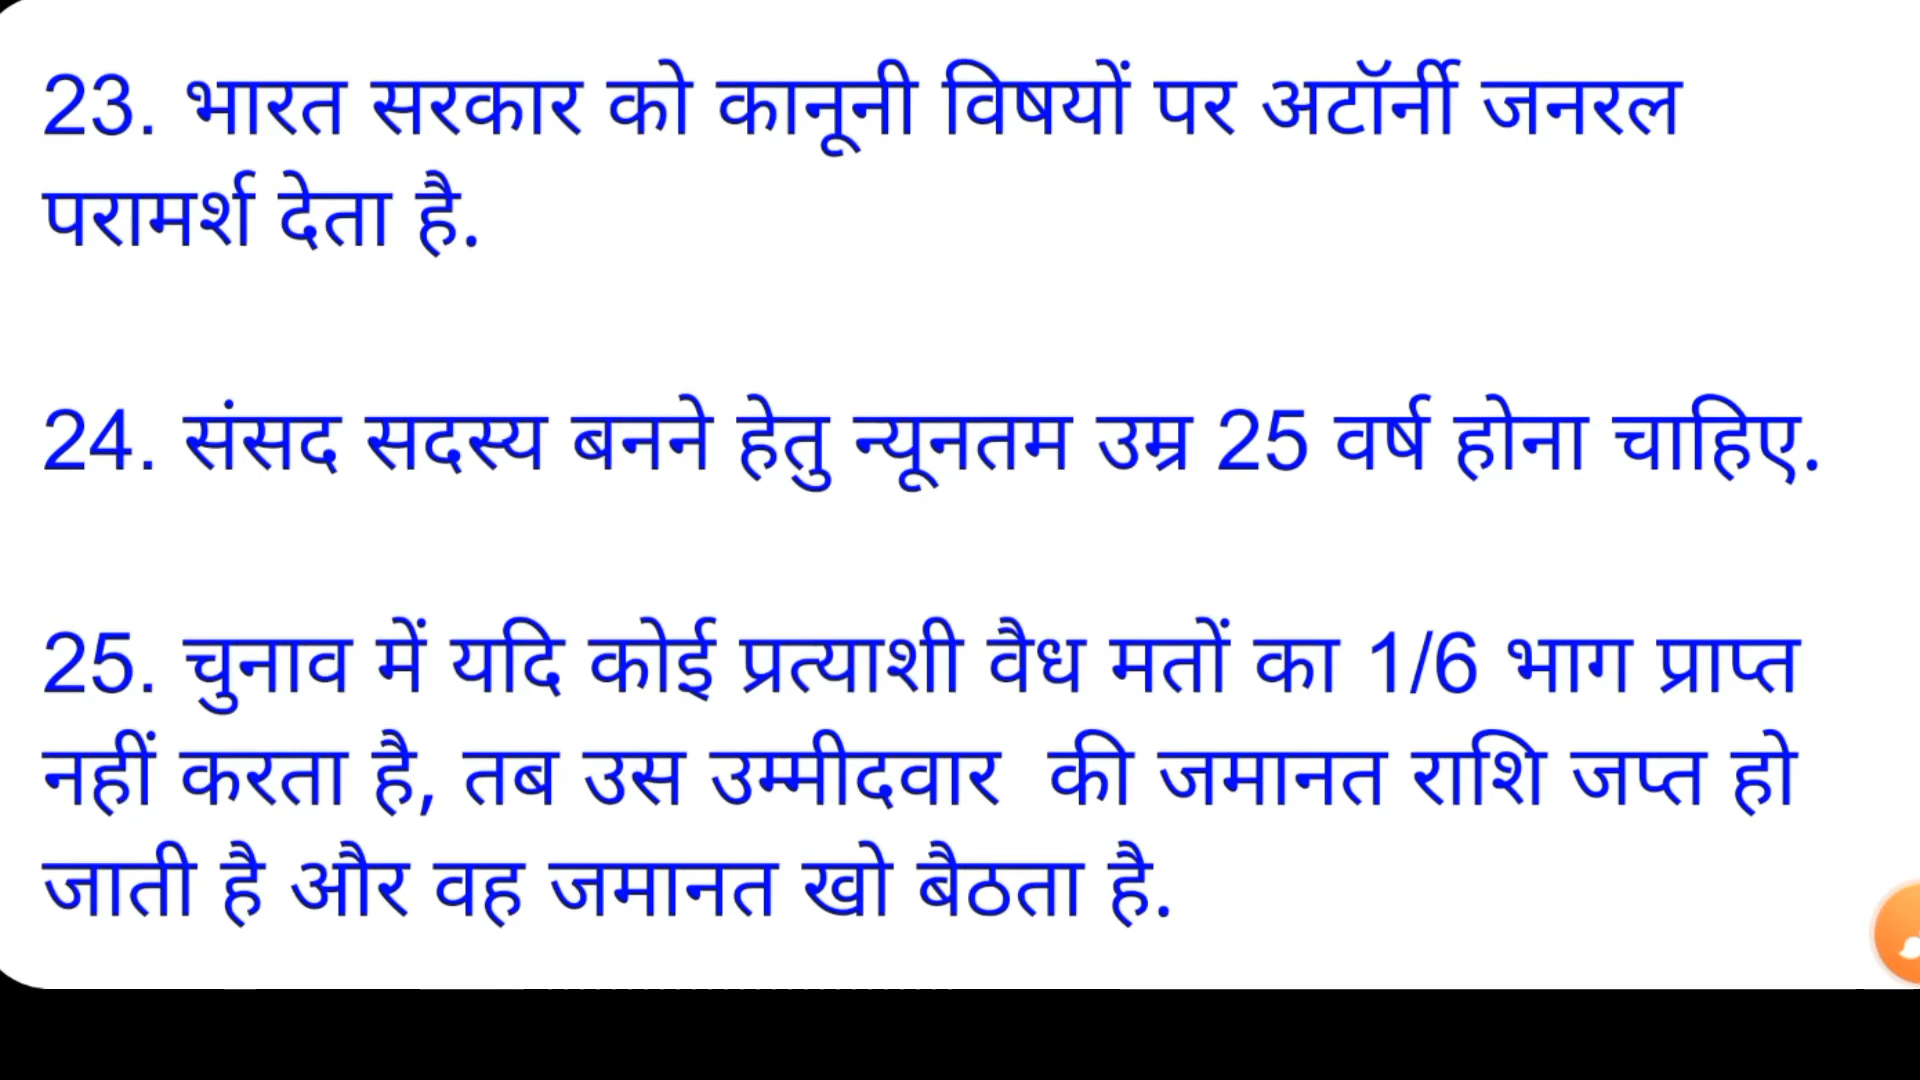 23. भारत सरकार को कानूनी विषयों पर अटॉर्नी जनरल
परामर्श देता है.
24. संसद सदस्य बनने हेतु न्यूनतम उम्र 25 वर्ष होना चाहिए.
25. चुनाव में यदि कोई प्रत्याशी वैध मतों का 1/6 भाग प्राप्त
नहीं करता है, तब उस उम्मीदवार  की जमानत राशि जप्त हो
जाती है और वह जमानत खो बैठता है.